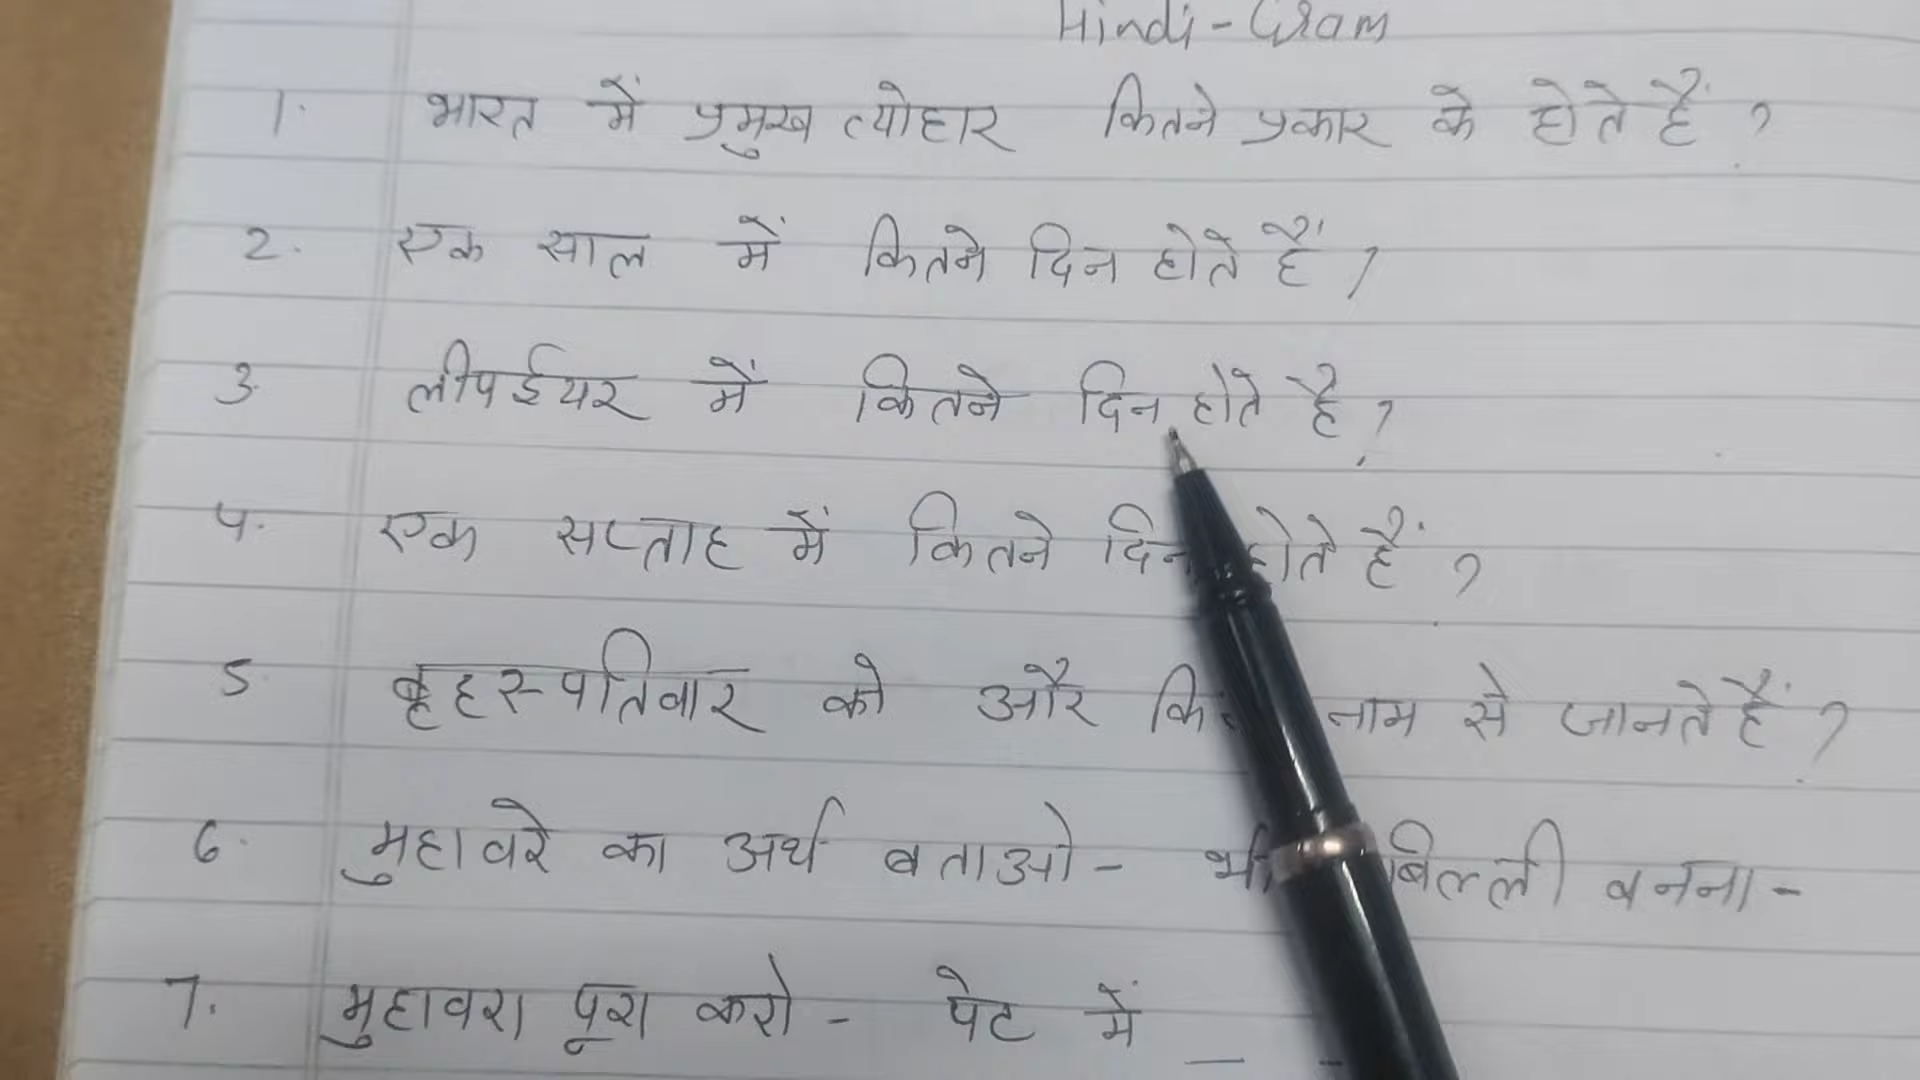 Hindi - Gram
1. भारत में प्रमुख त्योहार कितने प्रकार के होते हैं ?
2. एक साल में कितने दिन होते हैं ?
3. लीपईयर में कितने दिन होते है ?
4. एक सप्ताह में कितने दिन होते हैं ?
5. बृहस्पतिवार को और नाम से जानते हैं ?
6. मुहावरे का अर्थ बताओ - बिल्ली बनना -
7. मुहावरा पूरा करो - पेट में _ _